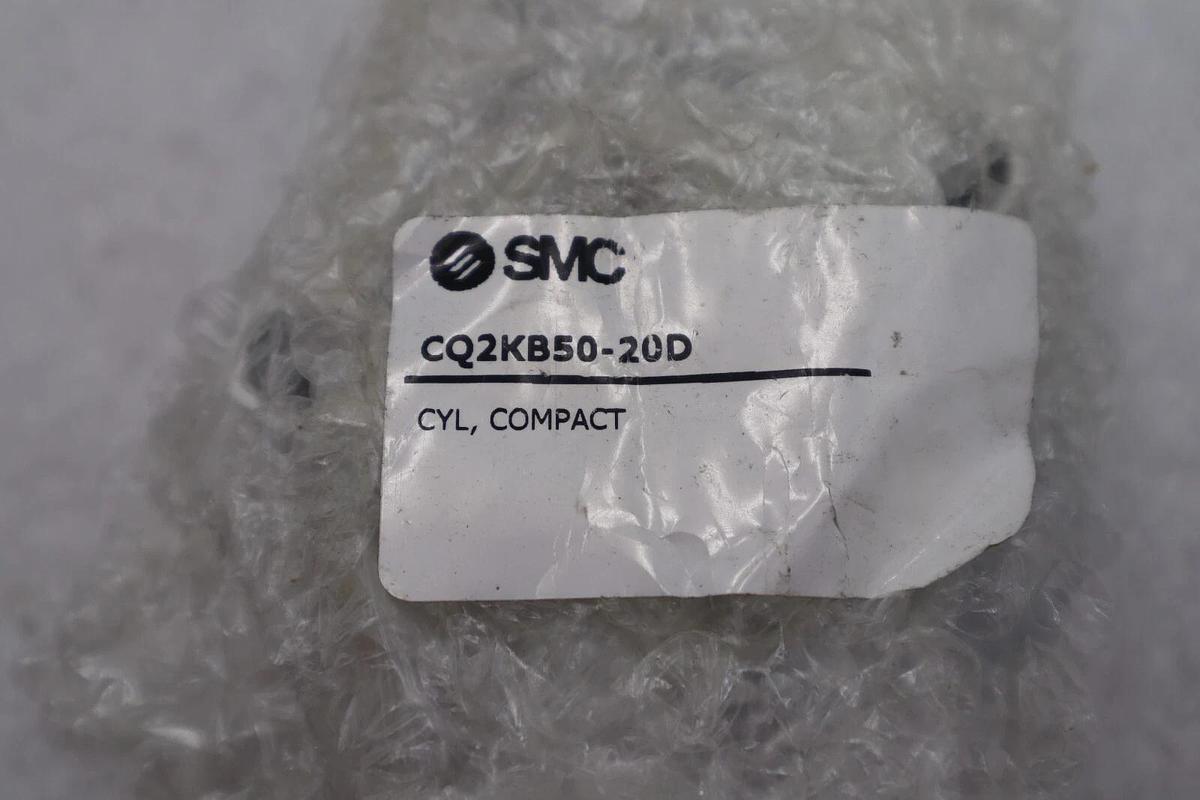 SMC
CQ2KB50-20D
CYL, COMPACT